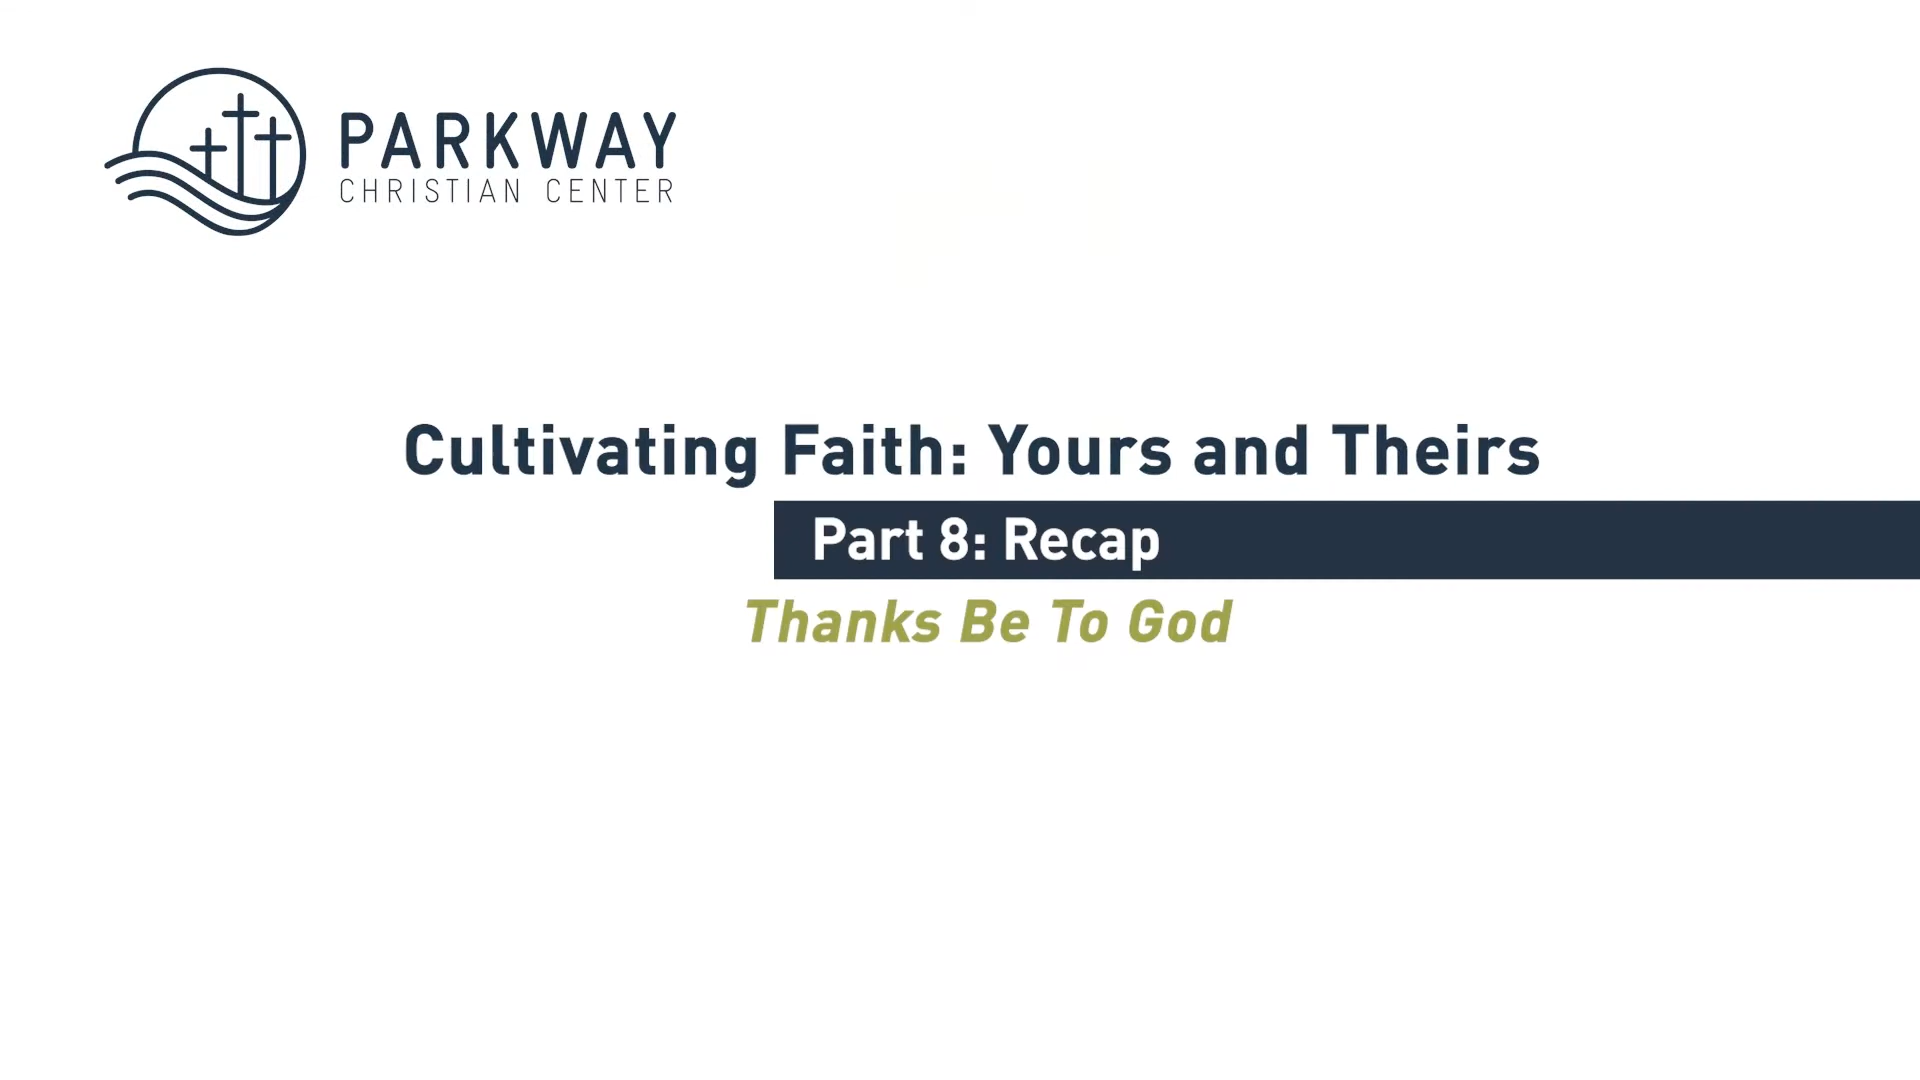 PARKWAY
CHRISTIAN CENTER
Cultivating Faith: Yours and Theirs
Part 8: Recap
Thanks Be To God